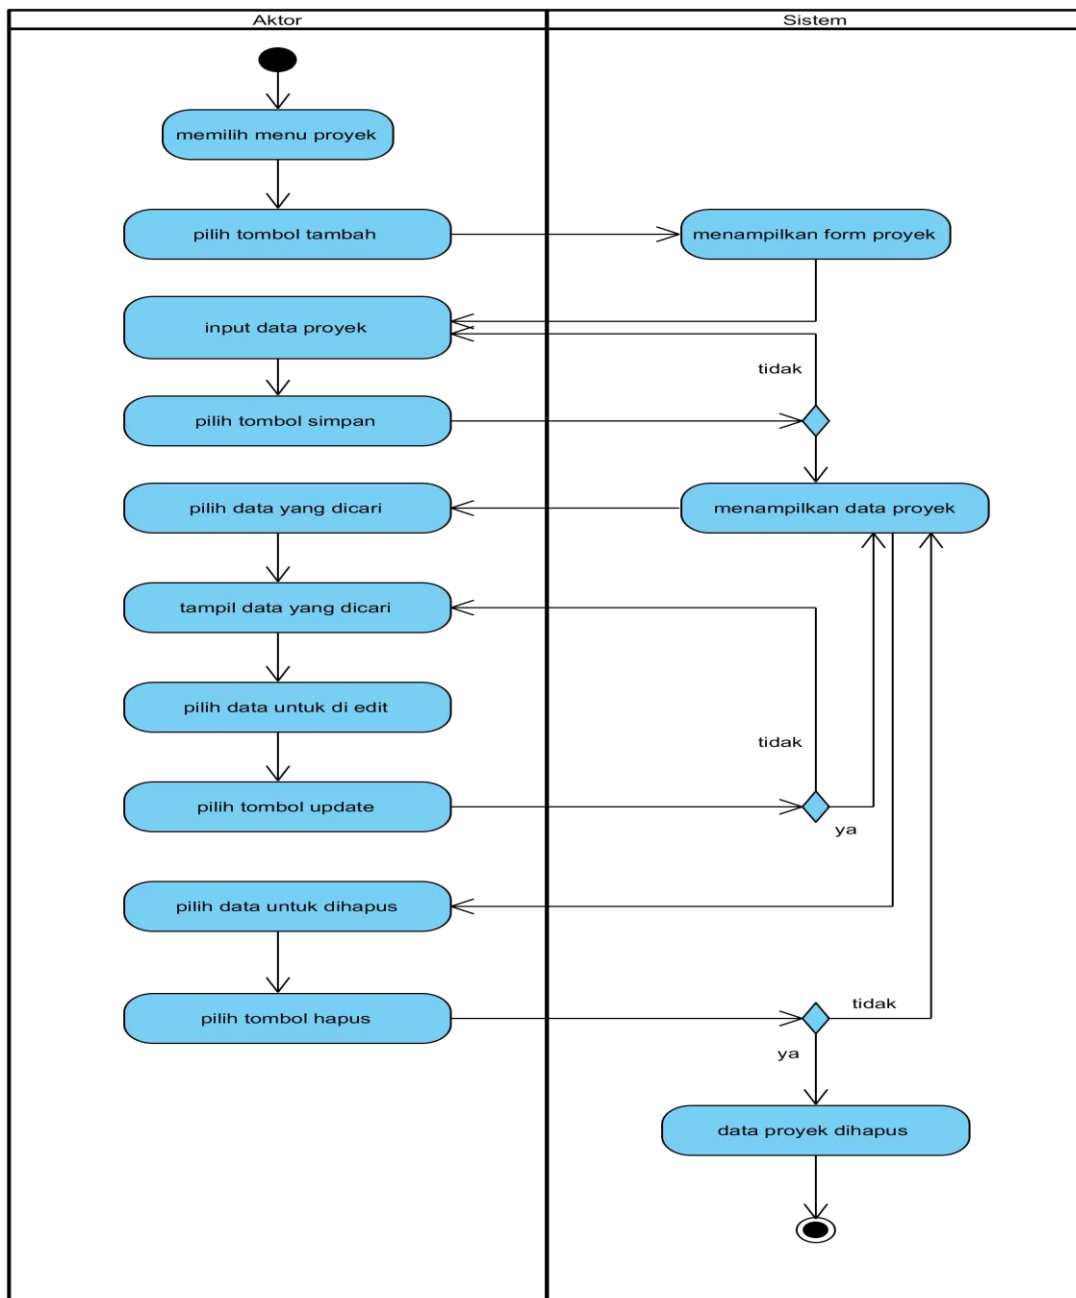 Aktor
Sistem
memilih menu proyek
pilih tombol tambah
menampilkan form proyek
input data proyek
tidak
pilih tombol simpan
pilih data yang dicari
menampilkan data proyek
tampil data yang dicari
pilih data untuk di edit
tidak
pilih tombol update
ya
pilih data untuk dihapus
tidak
pilih tombol hapus
ya
data proyek dihapus